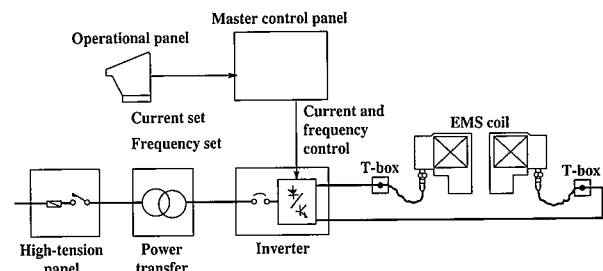 Master control panel
Operational panel
Current set
Frequency set
Current and
frequency
control
EMS coil
T-box
T-box
High-tension
panel
Power
transfer
Inverter